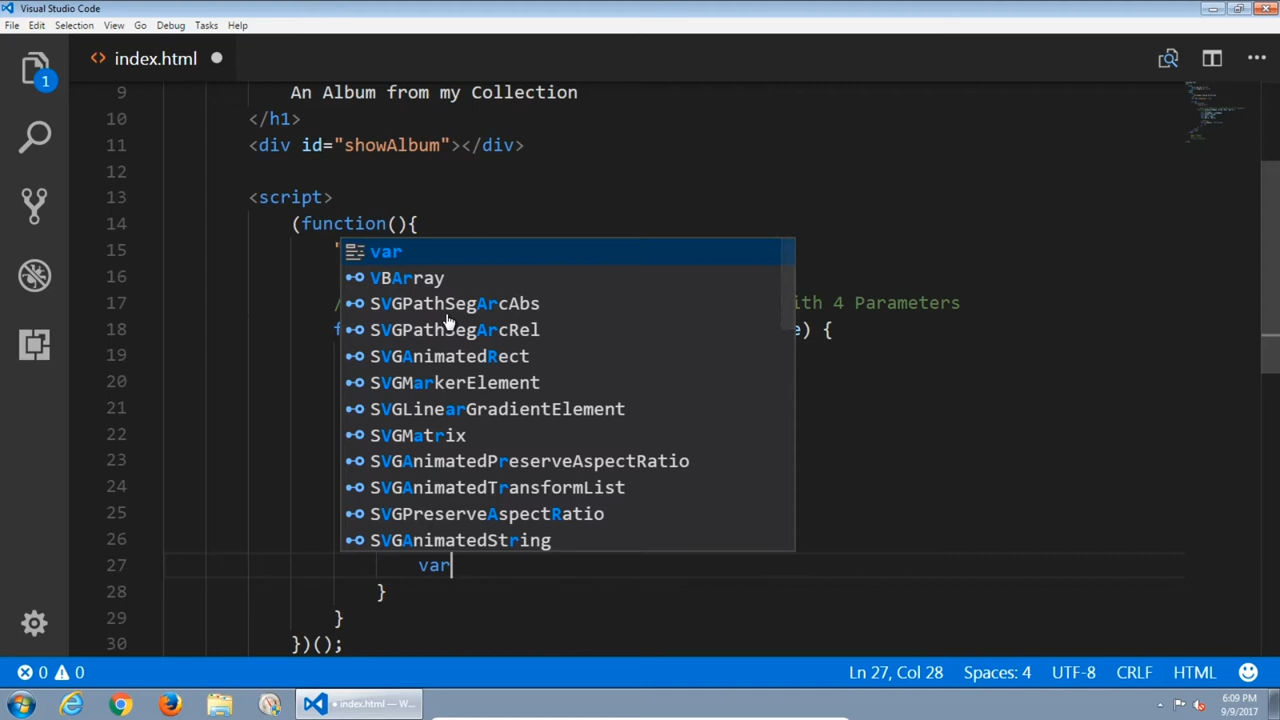 Visual Studio Code
File Edit Selection View Go Debug Tasks Help
1
<> index.html
9 An Album from my Collection
10 </h1>
11 <div id="showAlbum"></div>
12
13 <script>
14 (function(){
15 "
var
16
VBArray
17 / ith 4 Parameters
SVGPathSegArcAbs
18 f e) {
SVGPathSegArcRel
19
SVGAnimatedRect
20
SVGMarkerElement
21
SVGLinearGradientElement
22
SVGMatrix
23
SVGAnimatedPreserveAspectRatio
24
SVGAnimatedTransformList
25
SVGPreserveAspectRatio
26
SVGAnimatedString
27 var
28 }
29 }
30 })();
0 0 Ln 27, Col 28 Spaces: 4 UTF-8 CRLF HTML
• index.html — W...
6:09 PM
9/9/2017